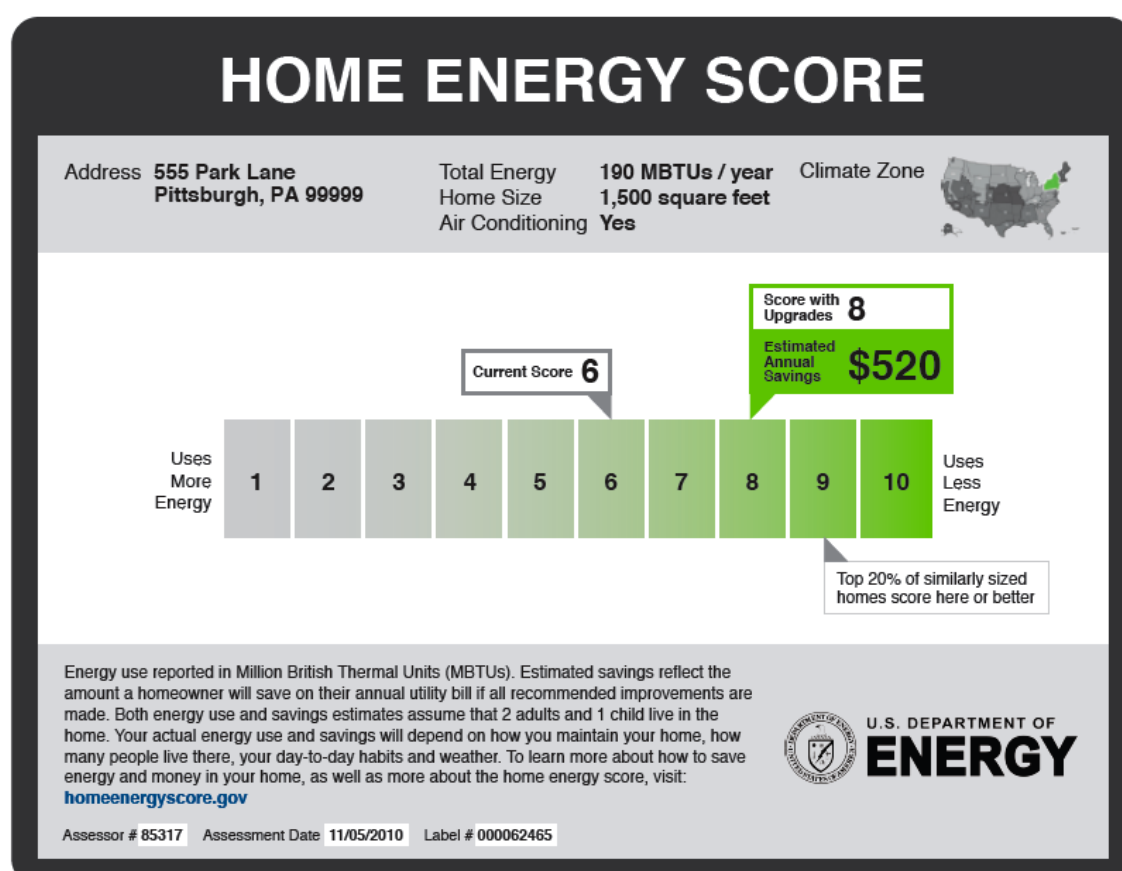 HOME ENERGY SCORE
Address 555 Park Lane
Pittsburgh, PA 99999
Total Energy 190 MBTUs / year
Home Size 1,500 square feet
Air Conditioning Yes
Climate Zone
Score with
Upgrades 8
Estimated
Annual
Savings $520
Current Score 6
Uses
More
Energy
1 2 3 4 5 6 7 8 9 10
Uses
Less
Energy
Top 20% of similarly sized
homes score here or better
Energy use reported in Million British Thermal Units (MBTUs). Estimated savings reflect the
amount a homeowner will save on their annual utility bill if all recommended improvements are
made. Both energy use and savings estimates assume that 2 adults and 1 child live in the
home. Your actual energy use and savings will depend on how you maintain your home, how
many people live there, your day-to-day habits and weather. To learn more about how to save
energy and money in your home, as well as more about the home energy score, visit:
homeenergyscore.gov
U.S. DEPARTMENT OF
ENERGY
Assessor # 85317 Assessment Date 11/05/2010 Label # 000062465